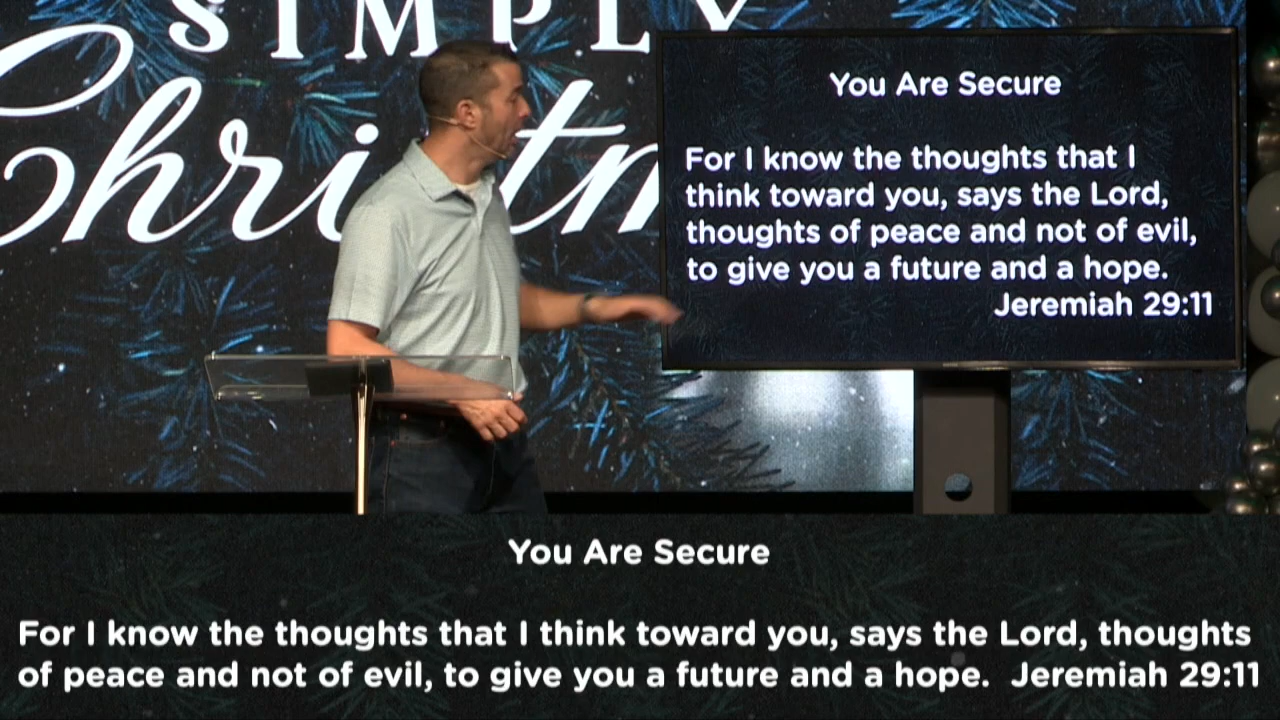 SIMPLY
Christm
You Are Secure
For I know the thoughts that I
think toward you, says the Lord,
thoughts of peace and not of evil,
to give you a future and a hope.
Jeremiah 29:11
You Are Secure
For I know the thoughts that I think toward you, says the Lord, thoughts
of peace and not of evil, to give you a future and a hope. Jeremiah 29:11